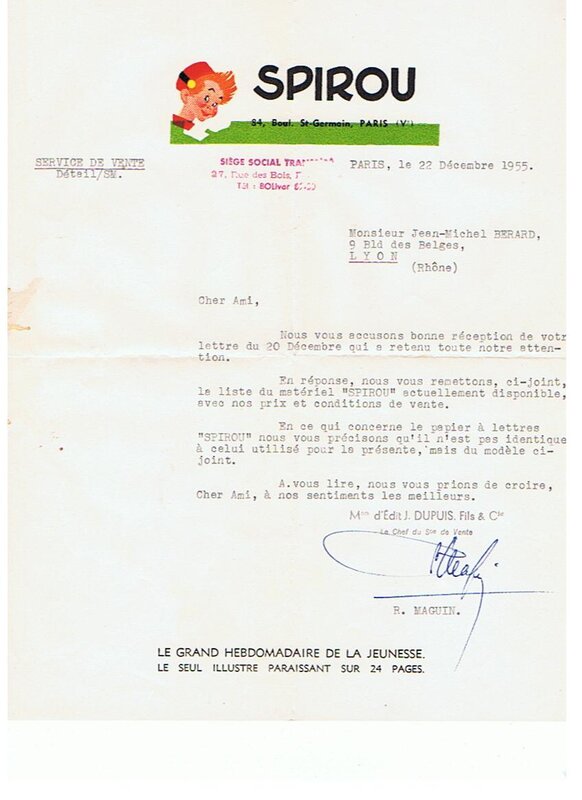 SPIROU
84, Boul. St-Germain, PARIS (Vᵉ)
SERVICE DE VENTE
Détail/SM.
SIÈGE SOCIAL
27, Rue des Bois,
Tél : BOLivar
PARIS, le 22 Décembre 1955.
Monsieur Jean-Michel BERARD,
9 Bld des Belges,
L Y O N
(Rhône)
Cher Ami,
Nous vous accusons bonne réception de votr
lettre du 20 Décembre qui a retenu toute notre atten-
tion.
En réponse, nous vous remettons, ci-joint,
la liste du matériel "SPIROU" actuellement disponible,
avec nos prix et conditions de vente.
En ce qui concerne le papier à lettres
"SPIROU" nous vous précisons qu'il n'est pas identique
à celui utilisé pour la présente, mais du modèle ci-
joint.
A.vous lire, nous vous prions de croire,
Cher Ami, à nos sentiments les meilleurs.
Mᵒⁿ d'Édit J. DUPUIS, Fils & Cⁱᵉ
Le Chef du Sᶜᵉ de Vente
R. MAGUIN.
LE GRAND HEBDOMADAIRE DE LA JEUNESSE.
LE SEUL ILLUSTRE PARAISSANT SUR 24 PAGES.